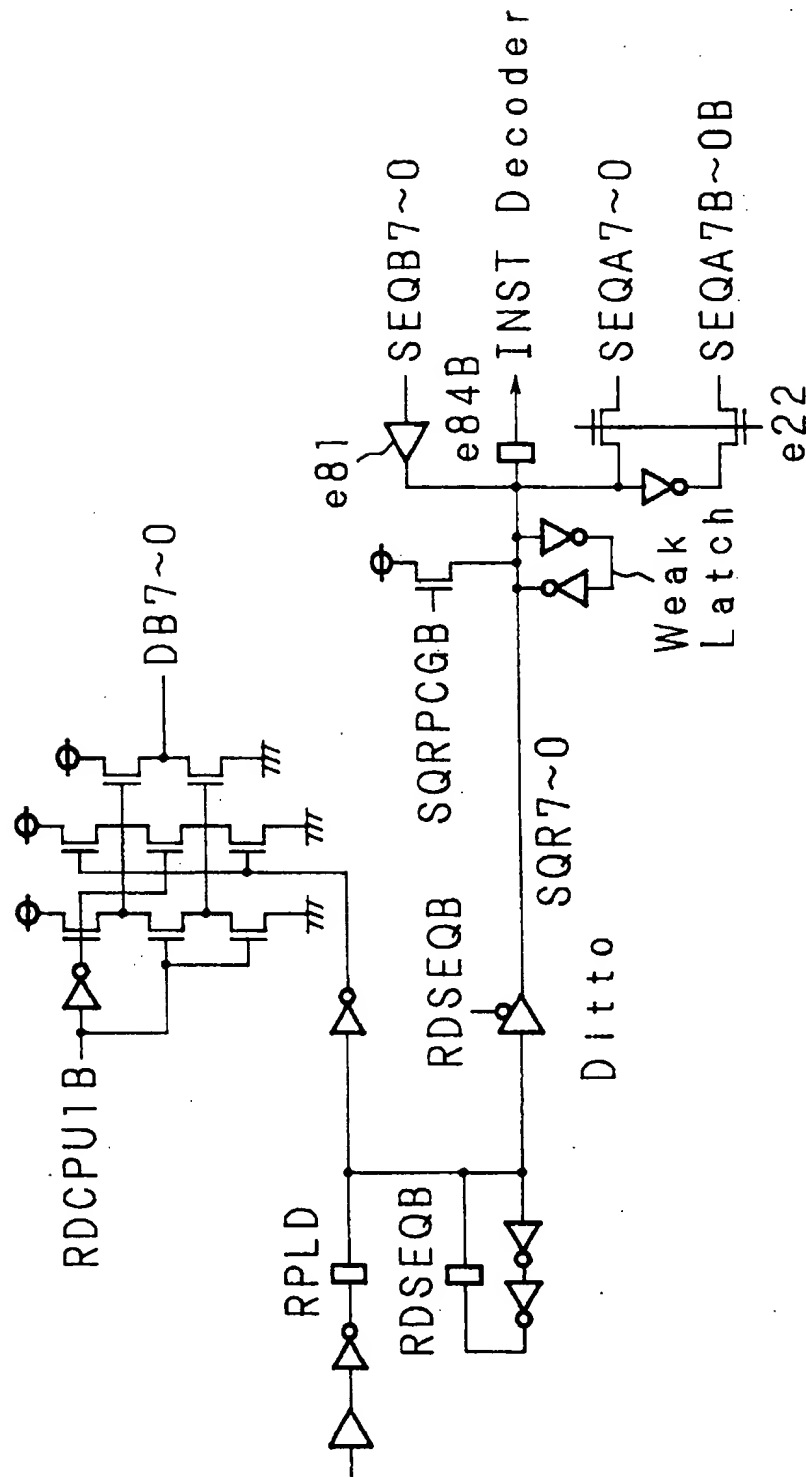 RDCPU1B
DB7~0
RPLD
RDSEQB
RDSEQB
Ditto
SQR7~0
SQRPCGB
Weak
Latch
e81
SEQB7~0
e84B
INST Decoder
SEQA7~0
SEQA7B~0B
e22